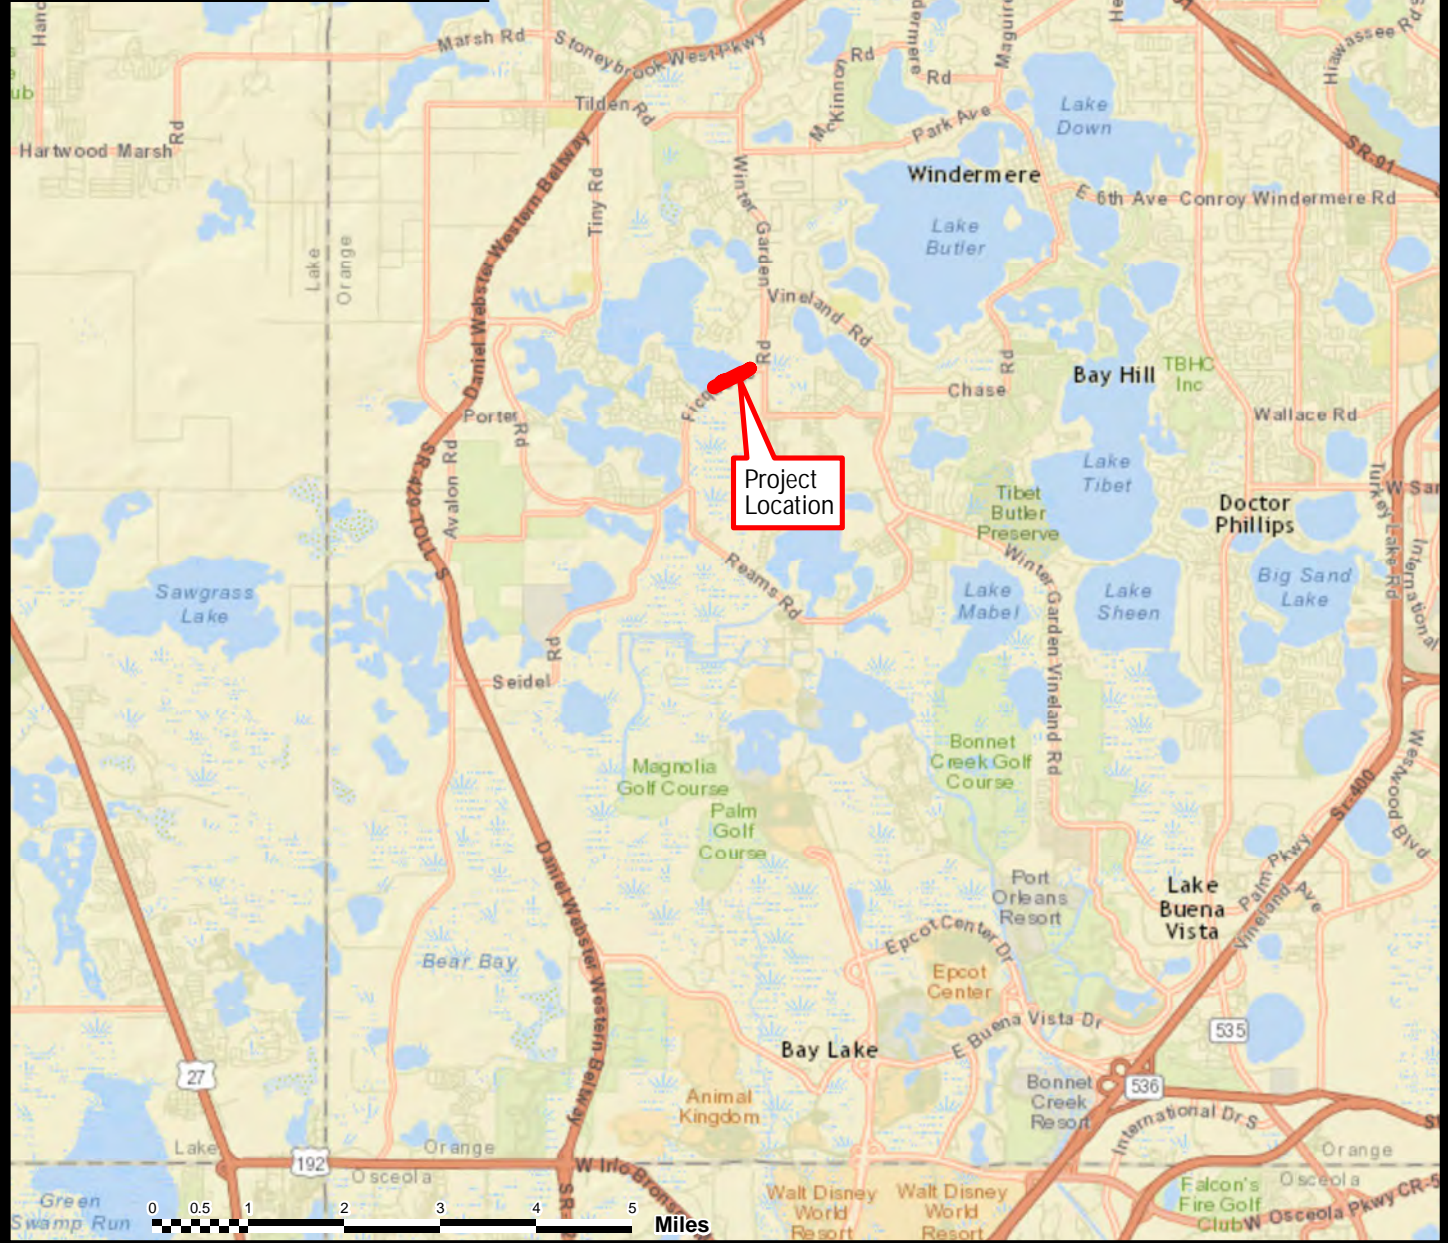 Marsh Rd
Stoneybrook West Pkwy
Rd
Rd
Hiawassee Rd
Tilden Rd
McKinnon
Park Ave
Lake
Down
Hartwood Marsh Rd
SR-91
Windermere
E 6th Ave Conroy Windermere Rd
Tiny Rd
Winter Garden
Lake
Butler
Lake
Orange
Daniel Webster Western Beltway
Vineland Rd
Rd
Chase Rd
Bay Hill
TBHC
Inc
Porter Rd
Wallace Rd
SR-429 TOLL S
Avalon Rd
Project
Location
Lake
Tibet
Tibet
Butler
Preserve
Doctor
Phillips
Turkey Lake Rd
International
Reams Rd
Winter Garden Vineland Rd
Sawgrass
Lake
Lake
Mabel
Lake
Sheen
Big Sand
Lake
Seidel Rd
Bonnet
Creek Golf
Course
Magnolia
Golf Course
Palm
Golf
Course
Westwood Blvd
Sr-400
Palm Pkwy
Vineland Ave
Port
Orleans
Resort
Lake
Buena
Vista
Daniel Webster Western Beltway
Bear Bay
Epcot Center Dr
Epcot
Center
E Buena Vista Dr
535
Bay Lake
27
Bonnet
Creek
Resort
536
International Dr S
Animal
Kingdom
Lake
Orange
192
Osceola
W Irlo Bronson
Orange
Osceola
Walt Disney
World
Resort
Walt Disney
World
Resort
Falcon's
Fire Golf
Club
W Osceola Pkwy CR-5
Green
Swamp Run
0 0.5 1 2 3 4 5
Miles